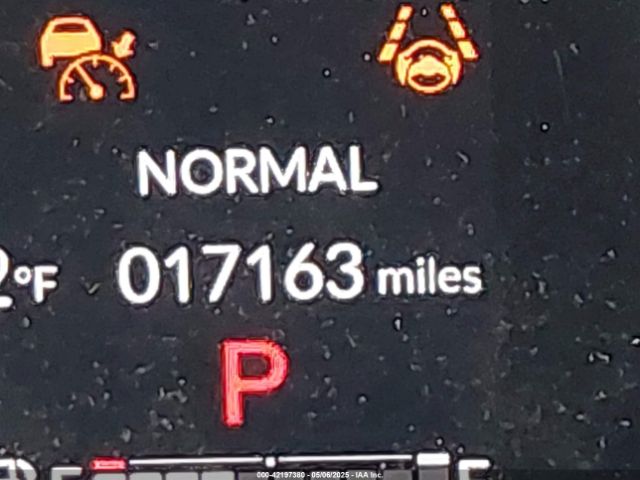 NORMAL
°F 017163 miles
P
E F
000-42197380 - 05/06/2025 - IAA Inc.